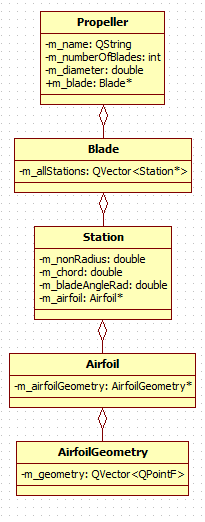 Propeller
-m_name: QString
-m_numberOfBlades: int
-m_diameter: double
+m_blade: Blade*
Blade
-m_allStations: QVector<Station*>
Station
-m_nonRadius: double
-m_chord: double
-m_bladeAngleRad: double
-m_airfoil: Airfoil*
Airfoil
-m_airfoilGeometry: AirfoilGeometry*
AirfoilGeometry
-m_geometry: QVector<QPointF>